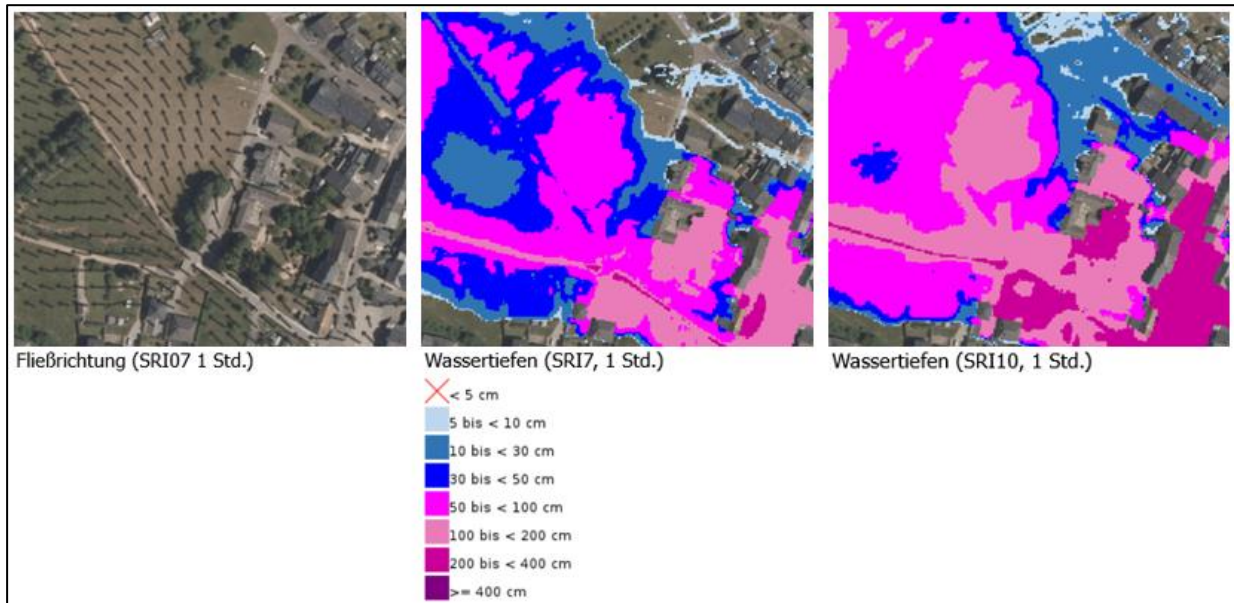 Fließrichtung (SRI07 1 Std.)
Wassertiefen (SRI7, 1 Std.)
Wassertiefen (SRI10, 1 Std.)
< 5 cm
5 bis < 10 cm
10 bis < 30 cm
30 bis < 50 cm
50 bis < 100 cm
100 bis < 200 cm
200 bis < 400 cm
>= 400 cm